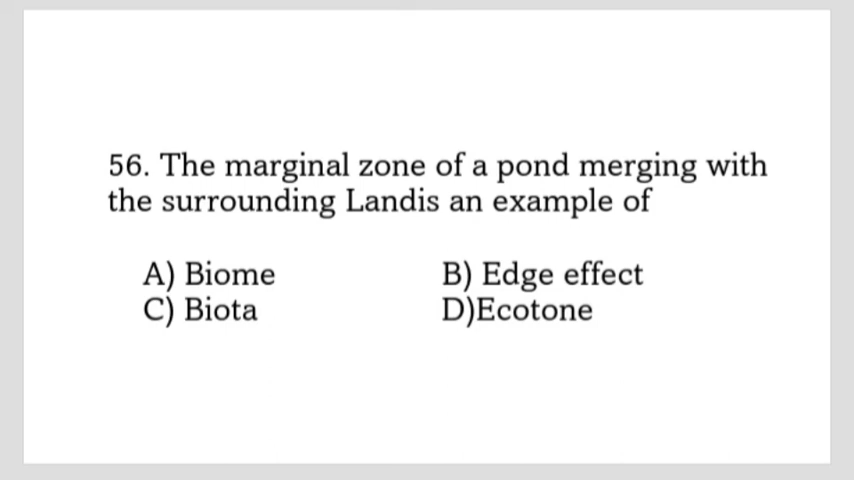 56. The marginal zone of a pond merging with
the surrounding Landis an example of
A) Biome B) Edge effect
C) Biota D)Ecotone